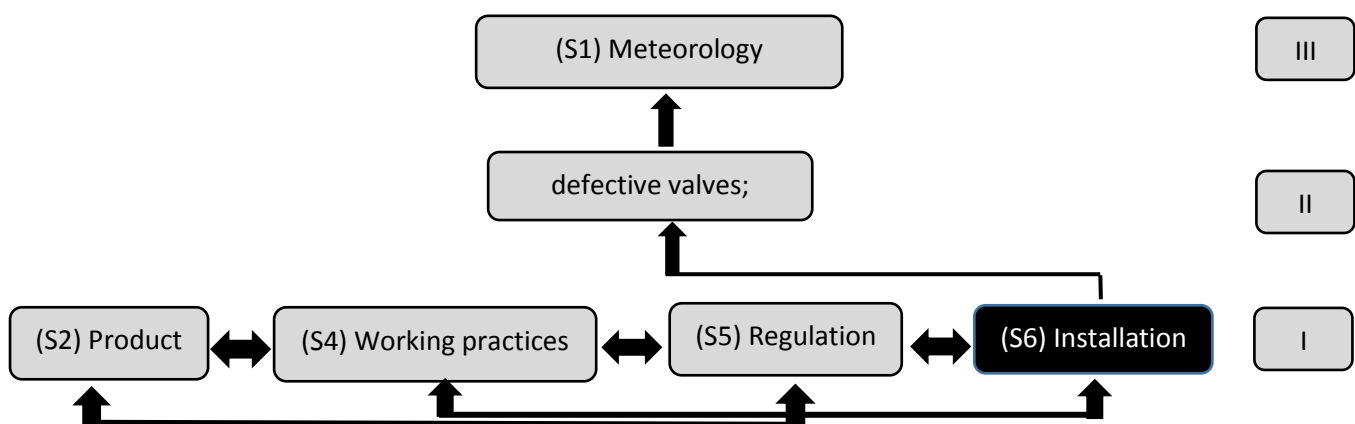 (S1) Meteorology
III
defective valves;
II
(S2) Product
(S4) Working practices
(S5) Regulation
(S6) Installation
I